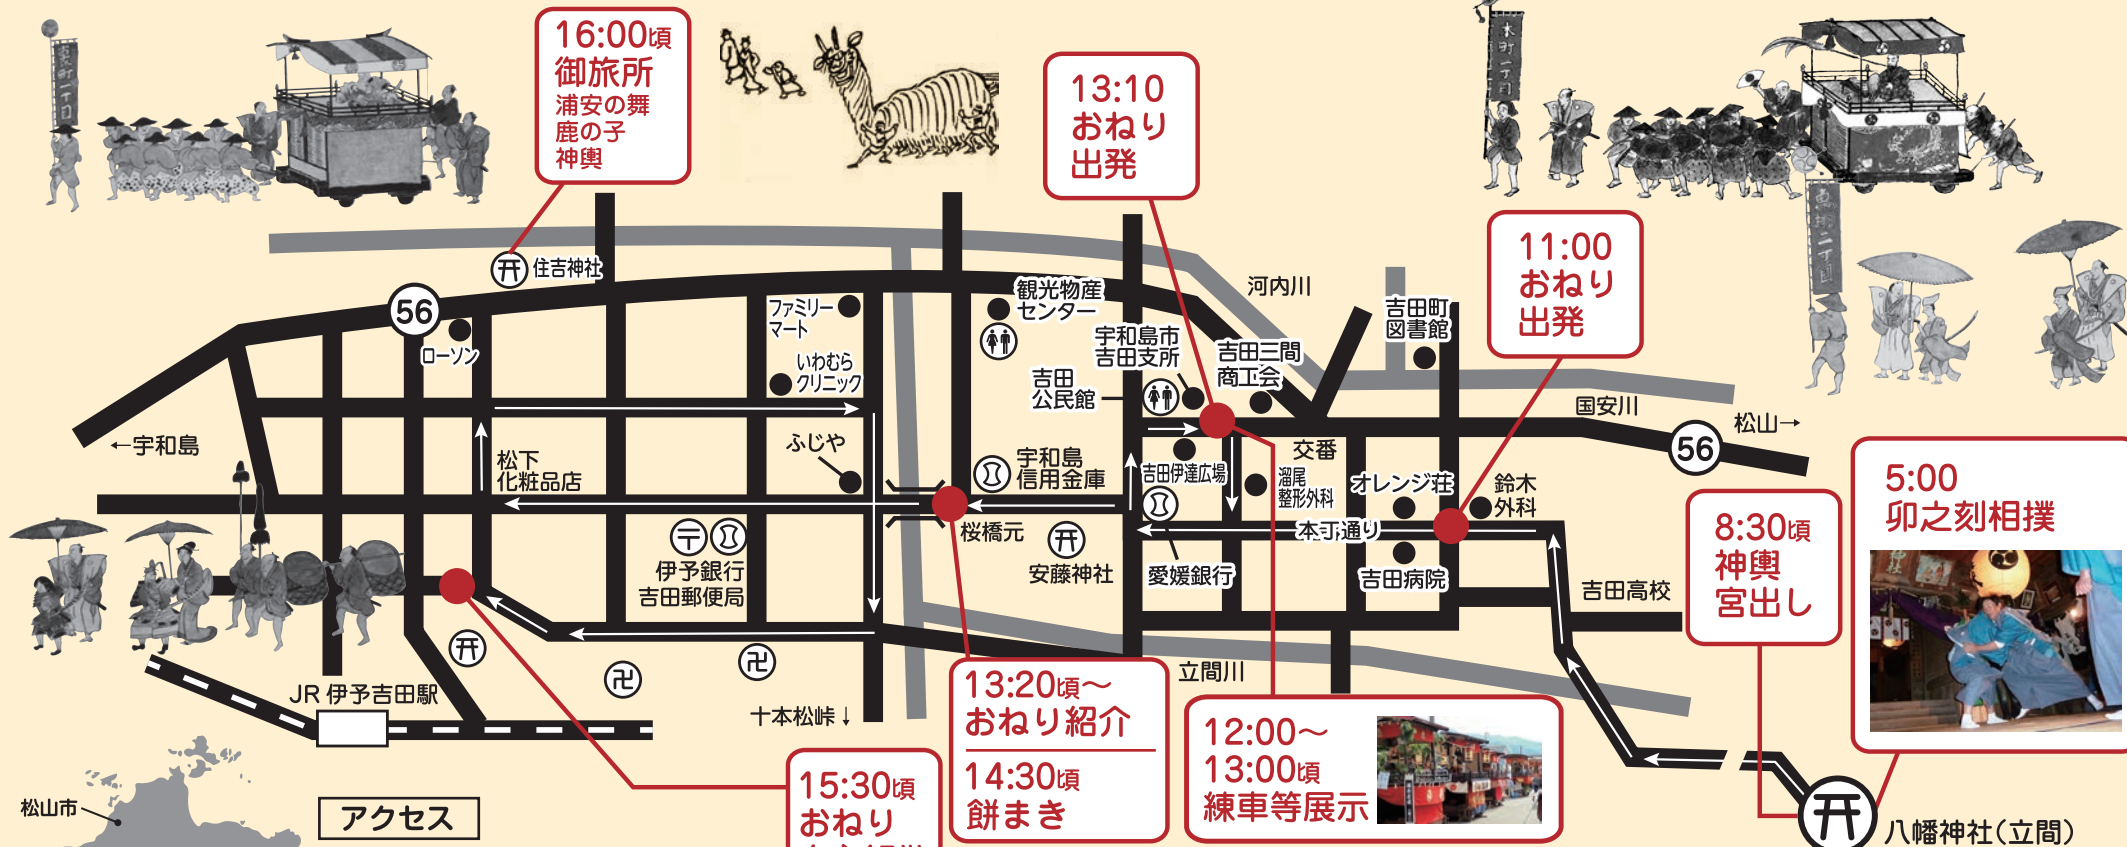 16:00頃
御旅所
浦安の舞
鹿の子
神輿
13:10
おねり
出発
11:00
おねり
出発
本町一丁目
魚棚二丁目
住吉神社
56
ローソン
ファミリー
マート
いわむら
クリニック
観光物産
センター
宇和島市
吉田支所
吉田
公民館
吉田三間
商工会
河内川
吉田町
図書館
国安川
松山→
56
←宇和島
松下
化粧品店
ふじや
宇和島
信用金庫
吉田伊達広場
溜尾
整形外科
交番
オレンジ荘
鈴木
外科
本丁通り
桜橋元
安藤神社
愛媛銀行
吉田病院
伊予銀行
吉田郵便局
吉田高校
5:00
卯之刻相撲
8:30頃
神輿
宮出し
JR 伊予吉田駅
十本松峠↓
立間川
13:20頃～
おねり紹介
14:30頃
餅まき
12:00～
13:00頃
練車等展示
15:30頃
おねり
松山市
アクセス
八幡神社(立間)